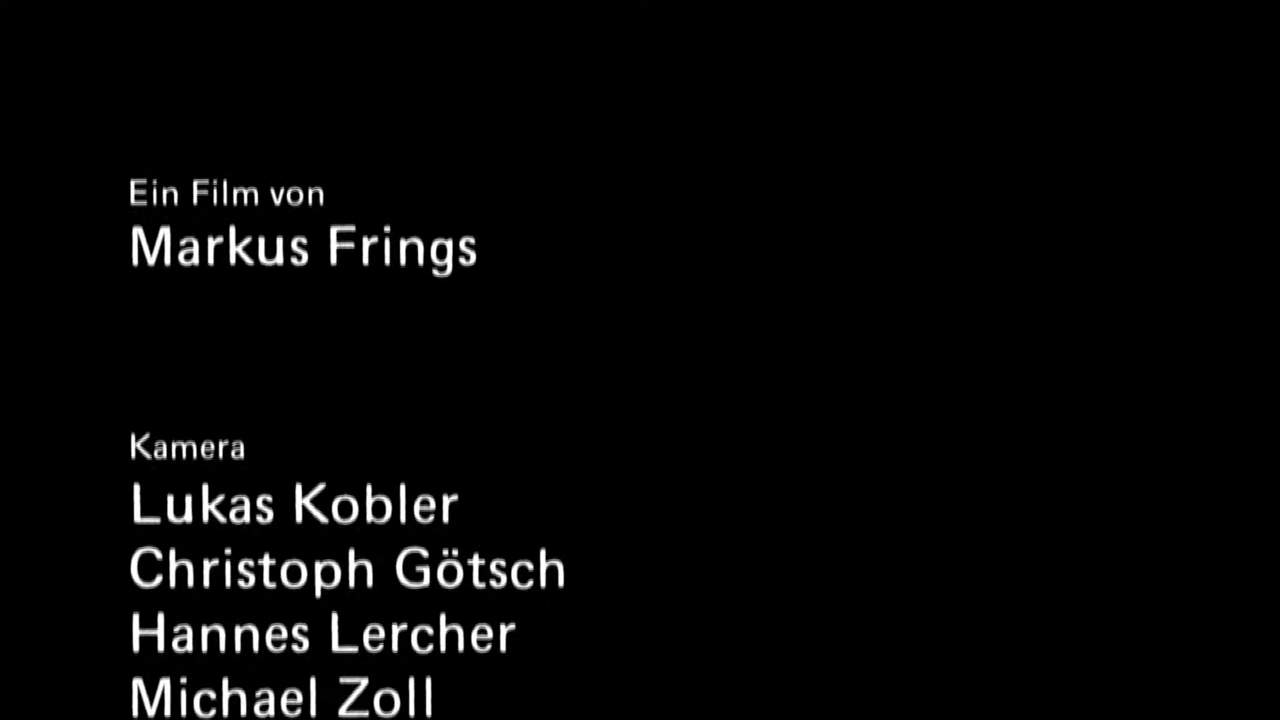 Ein Film von
Markus Frings
Kamera
Lukas Kobler
Christoph Götsch
Hannes Lercher
Michael Zoll